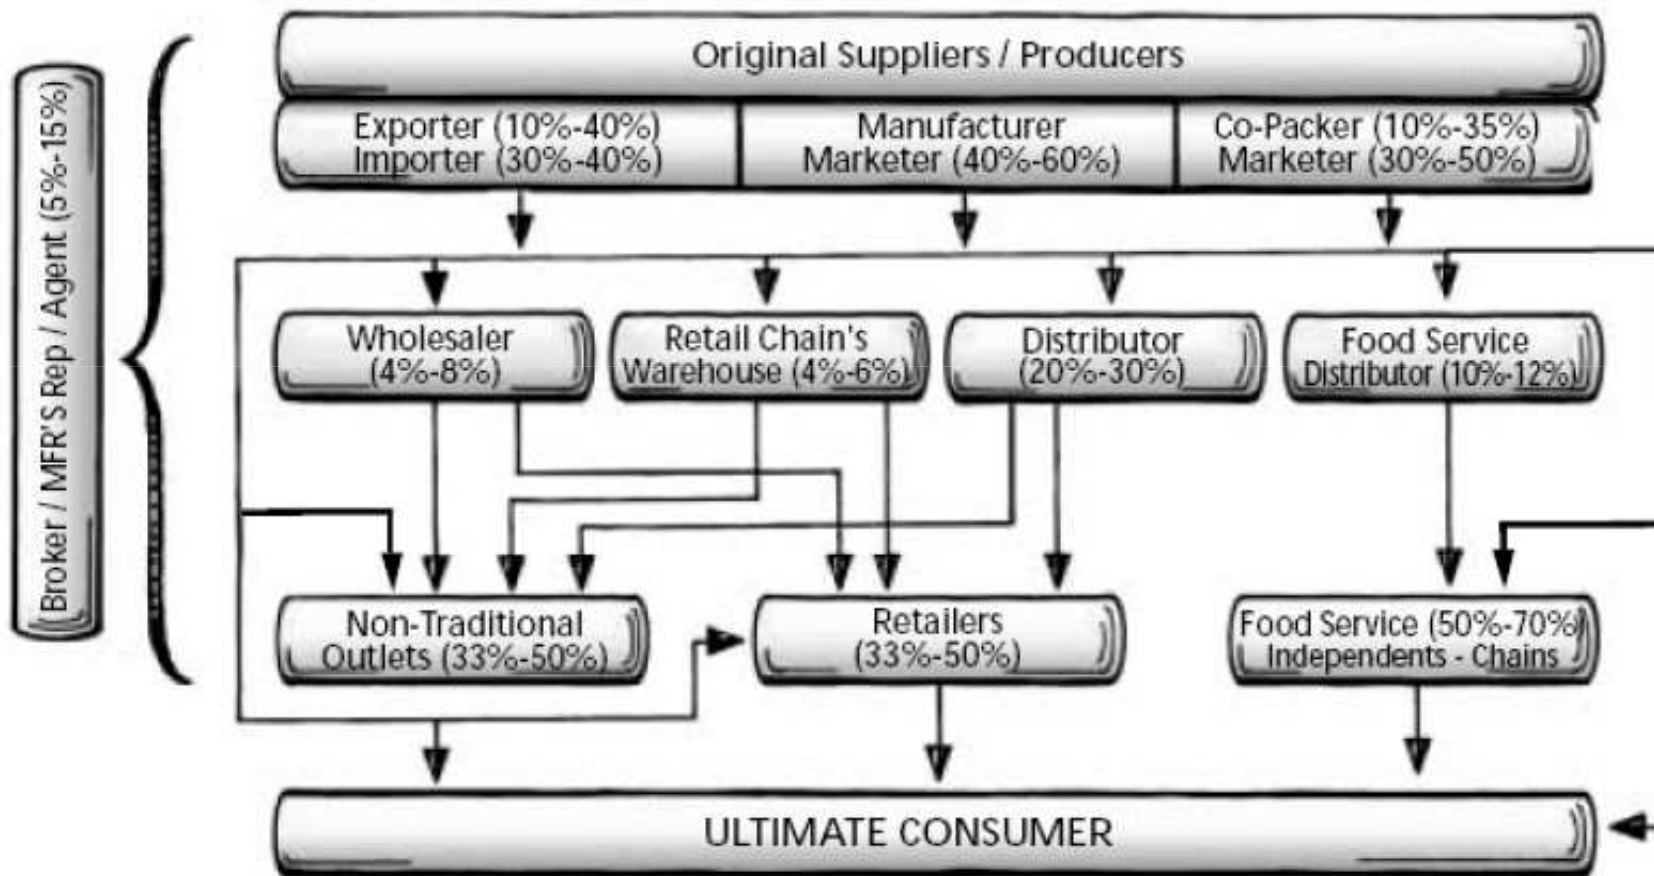 Original Suppliers / Producers
Exporter (10%-40%)
Importer (30%-40%)
Manufacturer
Marketer (40%-60%)
Co-Packer (10%-35%)
Marketer (30%-50%)
Broker / MFR'S Rep / Agent (5%-15%)
Wholesaler
(4%-8%)
Retail Chain's
Warehouse (4%-6%)
Distributor
(20%-30%)
Food Service
Distributor (10%-12%)
Non-Traditional
Outlets (33%-50%)
Retailers
(33%-50%)
Food Service (50%-70%)
Independents - Chains
ULTIMATE CONSUMER